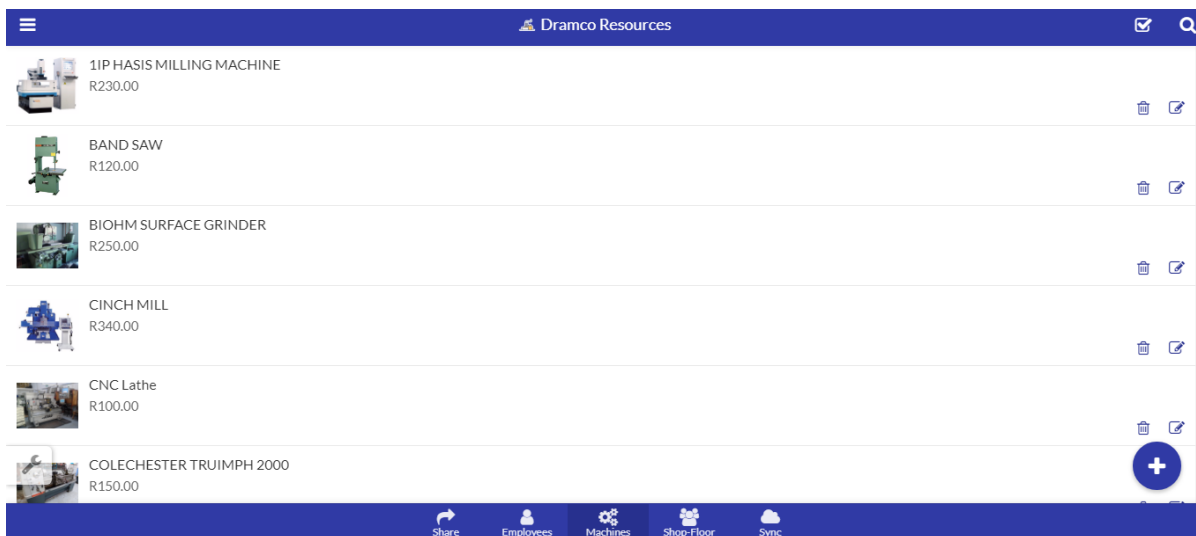 Dramco Resources
1IP HASIS MILLING MACHINE
R230.00
BAND SAW
R120.00
BIOHM SURFACE GRINDER
R250.00
CINCH MILL
R340.00
CNC Lathe
R100.00
COLECHESTER TRUIMPH 2000
R150.00
Share Employees Machines Shop-Floor Sync